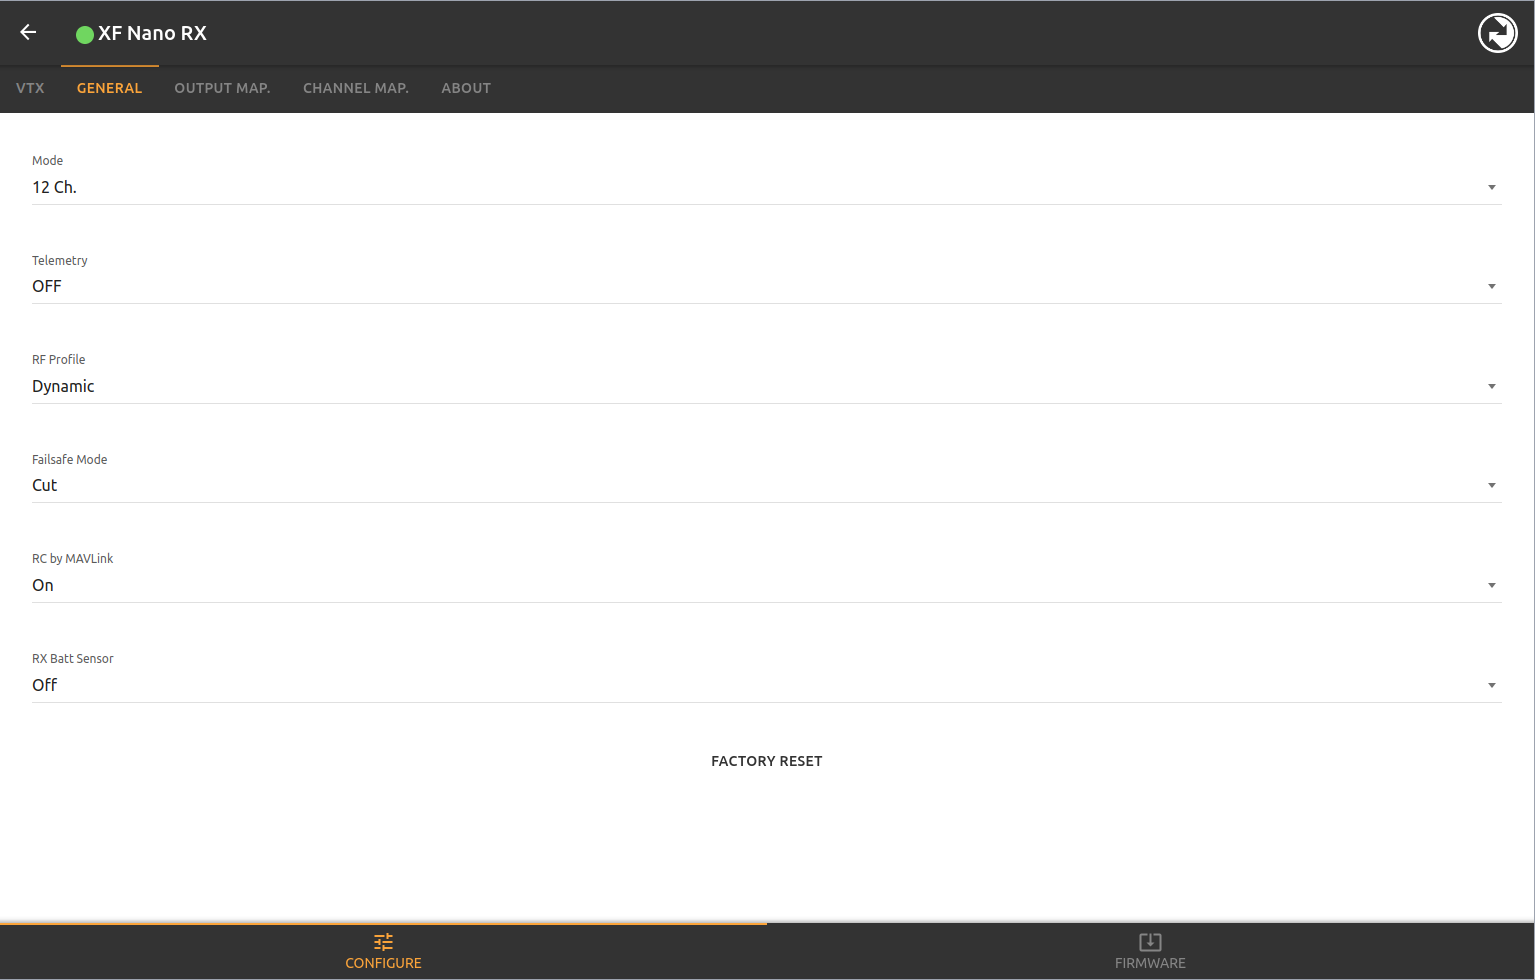 XF Nano RX
VTX GENERAL OUTPUT MAP. CHANNEL MAP. ABOUT
Mode
12 Ch.
Telemetry
OFF
RF Profile
Dynamic
Failsafe Mode
Cut
RC by MAVLink
On
RX Batt Sensor
Off
FACTORY RESET
CONFIGURE FIRMWARE